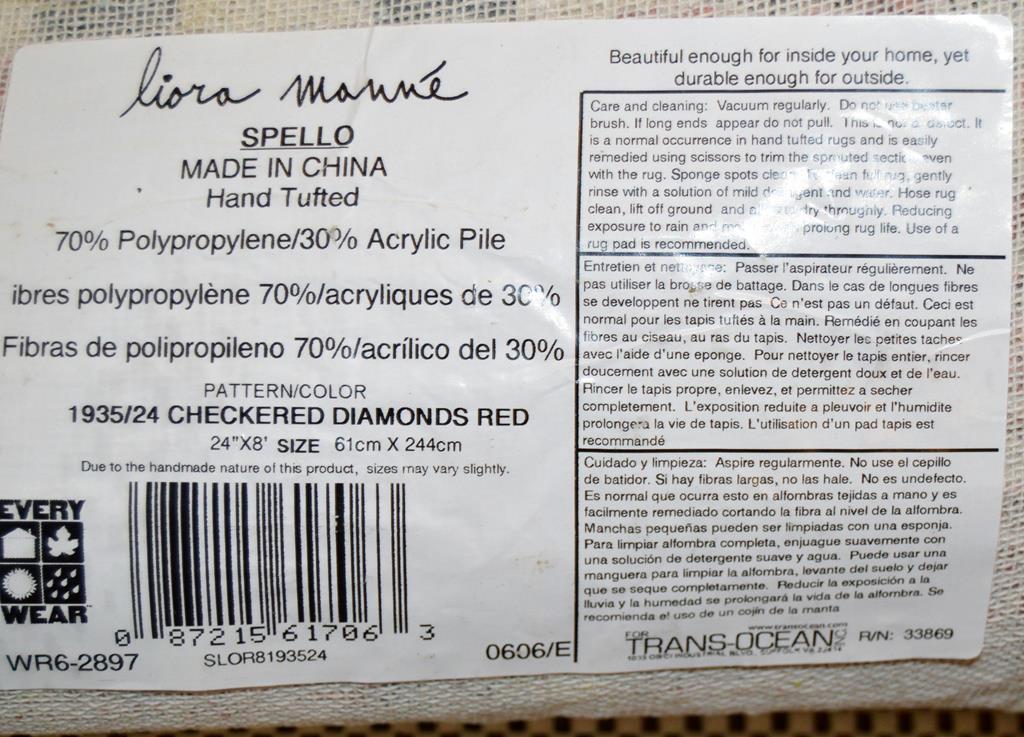 liora manné
SPELLO
MADE IN CHINA
Hand Tufted
70% Polypropylene/30% Acrylic Pile
ibres polypropylène 70%/acryliques de 30%
Fibras de polipropileno 70%/acrílico del 30%
PATTERN/COLOR
1935/24 CHECKERED DIAMONDS RED
24"X8' SIZE 61cm X 244cm
Due to the handmade nature of this product, sizes may vary slightly.
EVERY
WEAR™
0 87215 61706 3
WR6-2897
SLOR8193524
0606/E
Beautiful enough for inside your home, yet
durable enough for outside.
Care and cleaning: Vacuum regularly. Do not use beater
brush. If long ends appear do not pull. This is not a defect. It
is a normal occurrence in hand tufted rugs and is easily
remedied using scissors to trim the sprouted section even
with the rug. Sponge spots clean. To clean full rug, gently
rinse with a solution of mild detergent and water. Hose rug
clean, lift off ground and dry throughly. Reducing
exposure to rain and prolong rug life. Use of a
rug pad is recommended.
Entretien et nettoyage: Passer l'aspirateur régulièrement. Ne
pas utiliser la brosse de battage. Dans le cas de longues fibres
se developpent ne tirent pas Ce n'est pas un défaut. Ceci est
normal pour les tapis tuftés à la main. Remédié en coupant les
fibres au ciseau, au ras du tapis. Nettoyer les petites taches
avec l'aide d'une eponge. Pour nettoyer le tapis entier, rincer
doucement avec une solution de detergent doux et de l'eau.
Rincer le tapis propre, enlevez, et permittez a secher
completement. L'exposition reduite a pleuvoir et l'humidite
prolongera la vie de tapis. L'utilisation d'un pad tapis est
recommandé
Cuidado y limpieza: Aspire regularmente. No use el cepillo
de batidor. Si hay fibras largas, no las hale. No es undefecto.
Es normal que ocurra esto en alfombras tejidas a mano y es
facilmente remediado cortando la fibra al nivel de la alfombra.
Manchas pequeñas pueden ser limpiadas con una esponja.
Para limpiar alfombra completa, enjuague suavemente con
una solución de detergente suave y agua. Puede usar una
manguera para limpiar la alfombra, levante del suelo y dejar
que se seque completamente. Reducir la exposición a la
lluvia y la humedad se prolongará la vida de la alfombra. Se
recomienda el uso de un cojín de la manta
www.transocean.com
FOR TRANS-OCEAN INC R/N: 33869